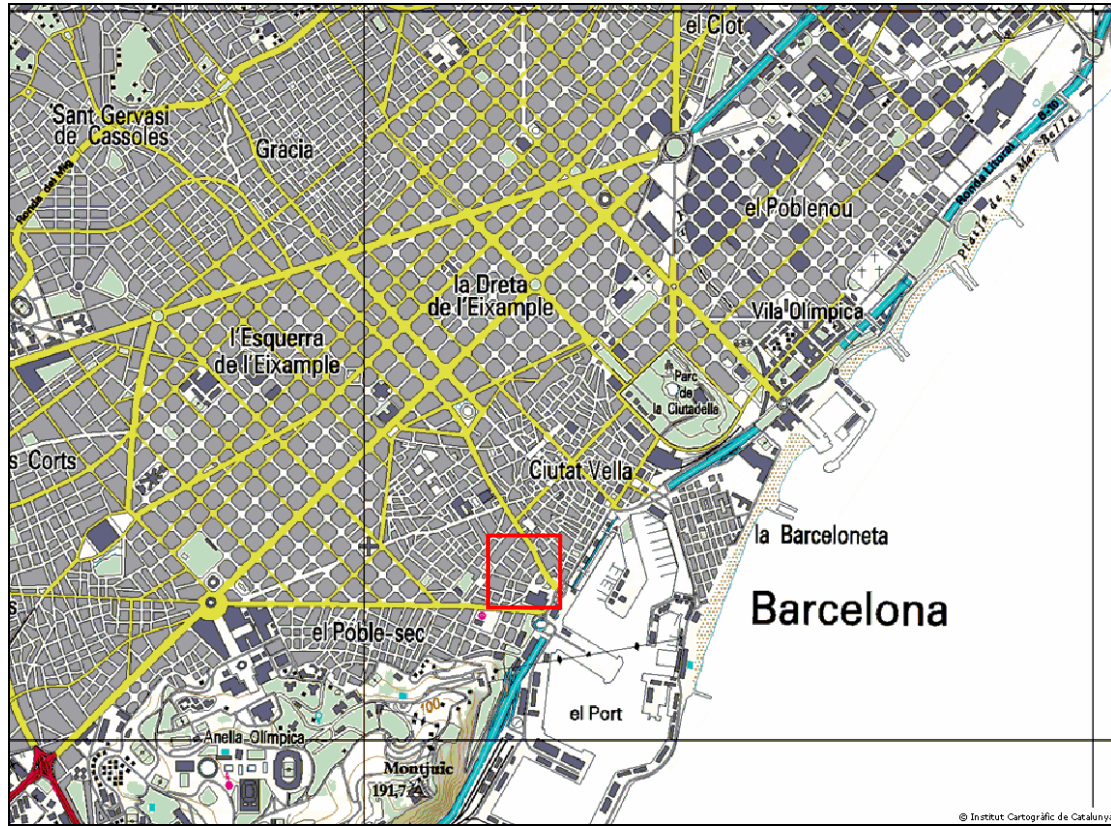 el Clot
Sant Gervasi
de Cassoles
Gràcia
Ronda del Mig
B-10
Ronda Litoral
Platja de la Mar Bella
el Poblenou
la Dreta
de l'Eixample
Vila Olímpica
l'Esquerra
de l'Eixample
Parc
de
la Ciutadella
s Corts
Ciutat Vella
la Barceloneta
Barcelona
el Poble-sec
100
el Port
Anella Olímpica
Montjuïc
191,7
© Institut Cartogràfic de Catalunya